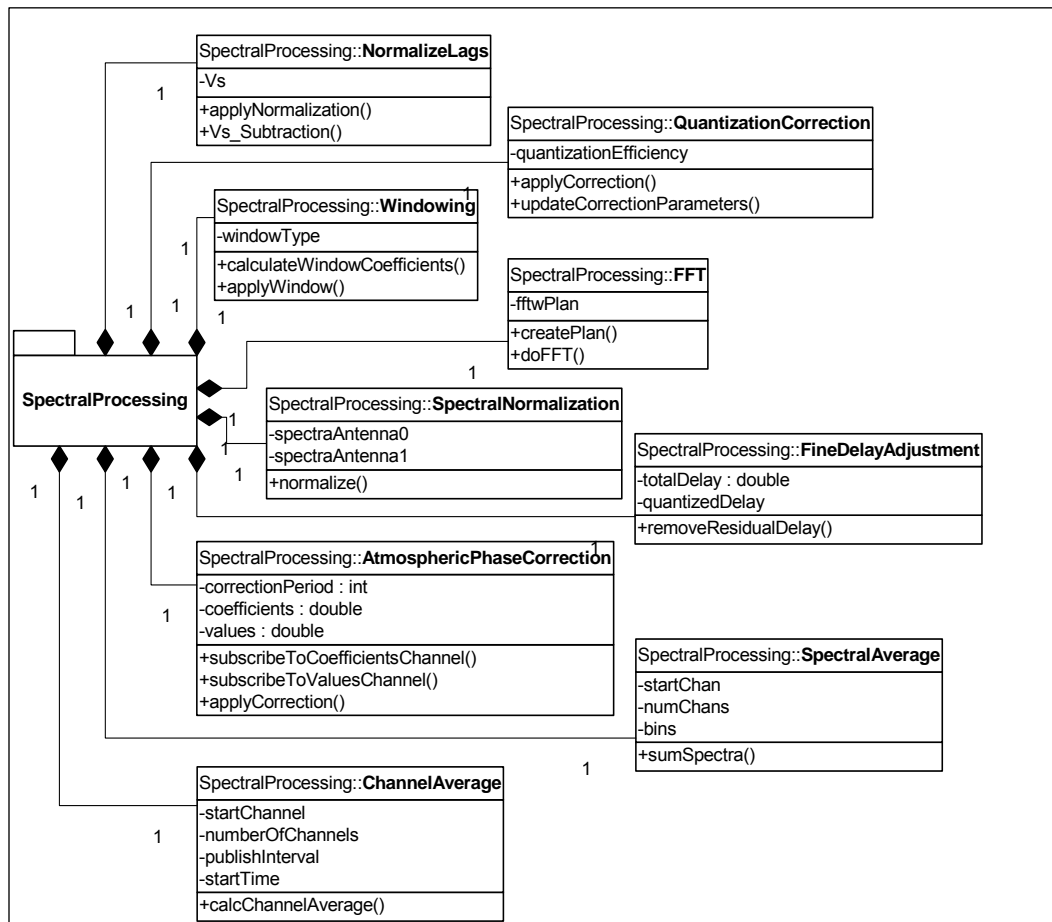 SpectralProcessing::NormalizeLags
-Vs
+applyNormalization()
+Vs_Subtraction()
1
SpectralProcessing::QuantizationCorrection
-quantizationEfficiency
+applyCorrection()
+updateCorrectionParameters()
1
SpectralProcessing::Windowing
-windowType
+calculateWindowCoefficients()
+applyWindow()
1
SpectralProcessing::FFT
-fftwPlan
+createPlan()
+doFFT()
1
1
1
1
SpectralProcessing
SpectralProcessing::SpectralNormalization
-spectraAntenna0
-spectraAntenna1
+normalize()
1
1
1
SpectralProcessing::FineDelayAdjustment
-totalDelay : double
-quantizedDelay
+removeResidualDelay()
1
1
1
1
1
SpectralProcessing::AtmosphericPhaseCorrection
-correctionPeriod : int
-coefficients : double
-values : double
+subscribeToCoefficientsChannel()
+subscribeToValuesChannel()
+applyCorrection()
1
1
SpectralProcessing::SpectralAverage
-startChan
-numChans
-bins
+sumSpectra()
1
SpectralProcessing::ChannelAverage
-startChannel
-numberOfChannels
-publishInterval
-startTime
+calcChannelAverage()
1